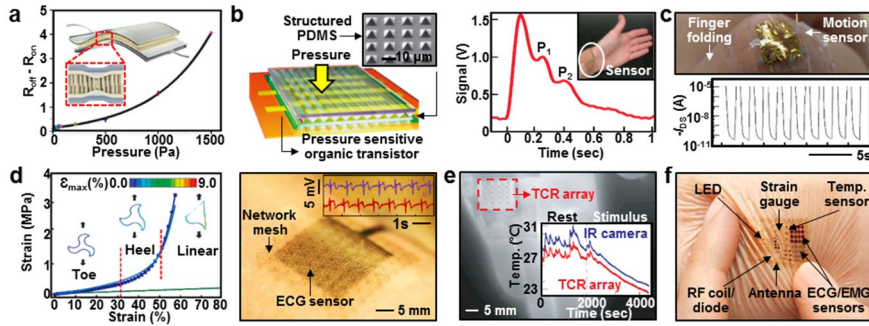 a
R_off - R_on
5
4
3
2
1
0
0
500
1000
1500
Pressure (Pa)
b
Structured
PDMS
Pressure
10 μm
Pressure sensitive
organic transistor
Signal (V)
1.5
1.0
0.5
0
P₁
P₂
Sensor
0
0.2
0.4
0.6
0.8
1
Time (sec)
c
Finger
folding
Motion
sensor
-I_DS (A)
10⁻⁵
10⁻⁸
10⁻¹¹
5s
d
ε_max(%) 0.0
9.0
Strain (MPa)
4
3
2
1
0
Toe
Heel
Linear
0 10 20 30 40 50 60 70 80
Strain (%)
5 mV
1s
Network
mesh
ECG sensor
5 mm
e
TCR array
Rest
Stimulus
IR camera
TCR array
Temp. (°C)
31
29
27
23
0
2000
4000
Time (sec)
5 mm
f
LED
Strain
gauge
Temp.
sensor
RF coil/
diode
Antenna
ECG/EMG
sensors